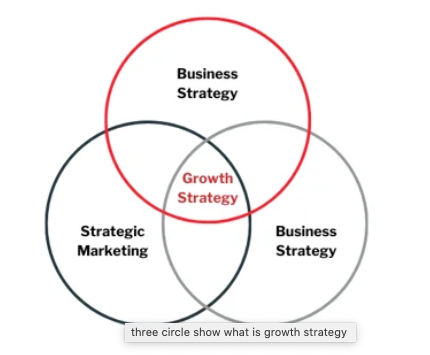 Business
Strategy
Growth
Strategy
Strategic
Marketing
Business
Strategy
three circle show what is growth strategy